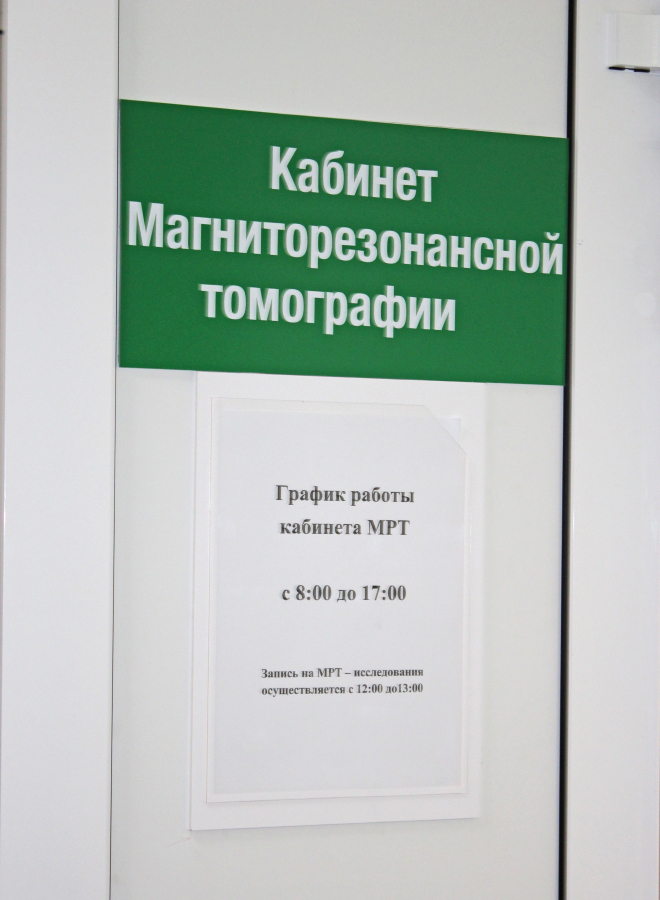 Кабинет
Магниторезонансной
томографии
График работы
кабинета МРТ
с 8:00 до 17:00
Запись на МРТ – исследования
осуществляется с 12:00 до13:00